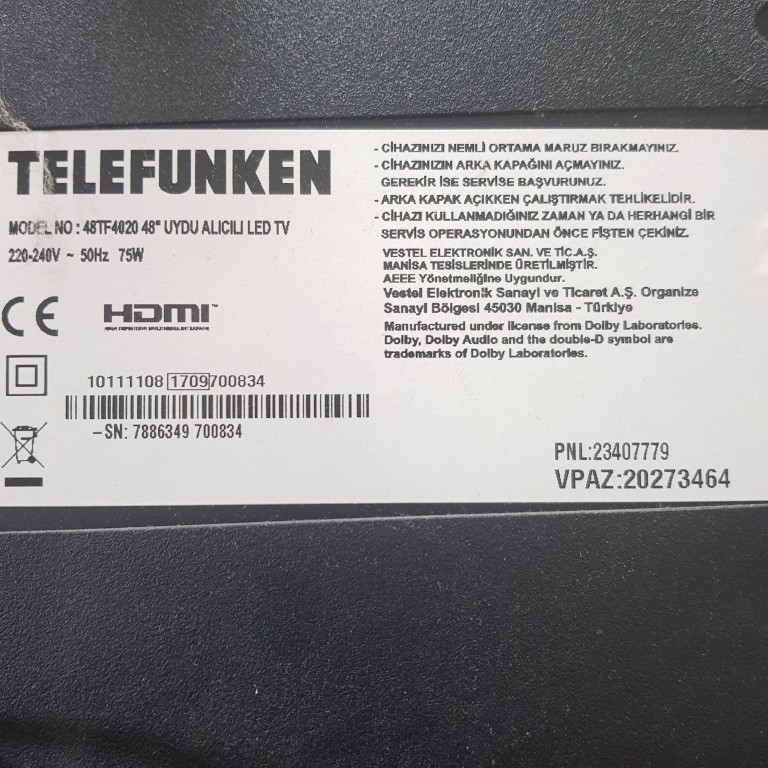 TELEFUNKEN
MODEL NO : 48TF4020 48" UYDU ALICILI LED TV
220-240V ~ 50Hz 75W
CE
HDMI™
HIGH DEFINITION MULTIMEDIA INTERFACE
10111108 1709 700834
-SN: 7886349 700834
- CİHAZINIZI NEMLİ ORTAMA MARUZ BIRAKMAYINIZ.
- CİHAZINIZIN ARKA KAPAĞINI AÇMAYINIZ.
GEREKİR İSE SERVİSE BAŞVURUNUZ.
- ARKA KAPAK AÇIKKEN ÇALIŞTIRMAK TEHLİKELİDİR.
- CİHAZI KULLANMADIĞINIZ ZAMAN YA DA HERHANGİ BİR
SERVİS OPERASYONUNDAN ÖNCE FİŞTEN ÇEKİNİZ.
VESTEL ELEKTRONİK SAN. VE TİC.A.Ş.
MANİSA TESİSLERİNDE ÜRETİLMİŞTİR.
AEEE Yönetmeliğine Uygundur.
Vestel Elektronik Sanayi ve Ticaret A.Ş. Organize
Sanayi Bölgesi 45030 Manisa - Türkiye
Manufactured under license from Dolby Laboratories.
Dolby, Dolby Audio and the double-D symbol are
trademarks of Dolby Laboratories.
PNL:23407779
VPAZ:20273464